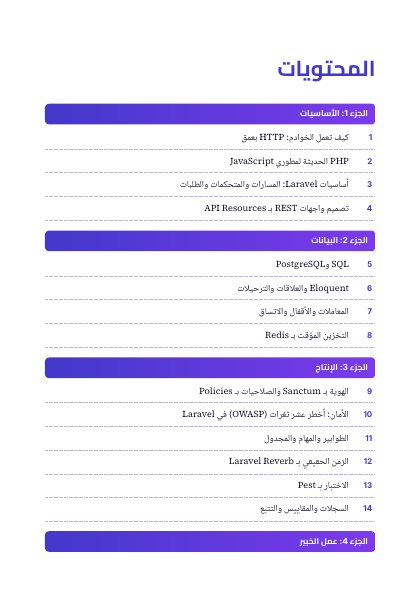 المحتويات
الجزء 1: الأساسيات
1 كيف تعمل الخوادم: HTTP بعمق
2 PHP الحديثة لمطوري JavaScript
3 أساسيات Laravel: المسارات والمتحكمات والطلبات
4 تصميم واجهات REST بـ API Resources
الجزء 2: البيانات
5 SQL وPostgreSQL
6 Eloquent والعلاقات والترحيلات
7 المعاملات والأقفال والاتساق
8 التخزين المؤقت بـ Redis
الجزء 3: الإنتاج
9 الهوية بـ Sanctum والصلاحيات بـ Policies
10 الأمان: أخطر عشر ثغرات (OWASP) في Laravel
11 الطوابير والمهام والمجدول
12 الزمن الحقيقي بـ Laravel Reverb
13 الاختبار بـ Pest
14 السجلات والمقاييس والتتبع
الجزء 4: عمل الخبير